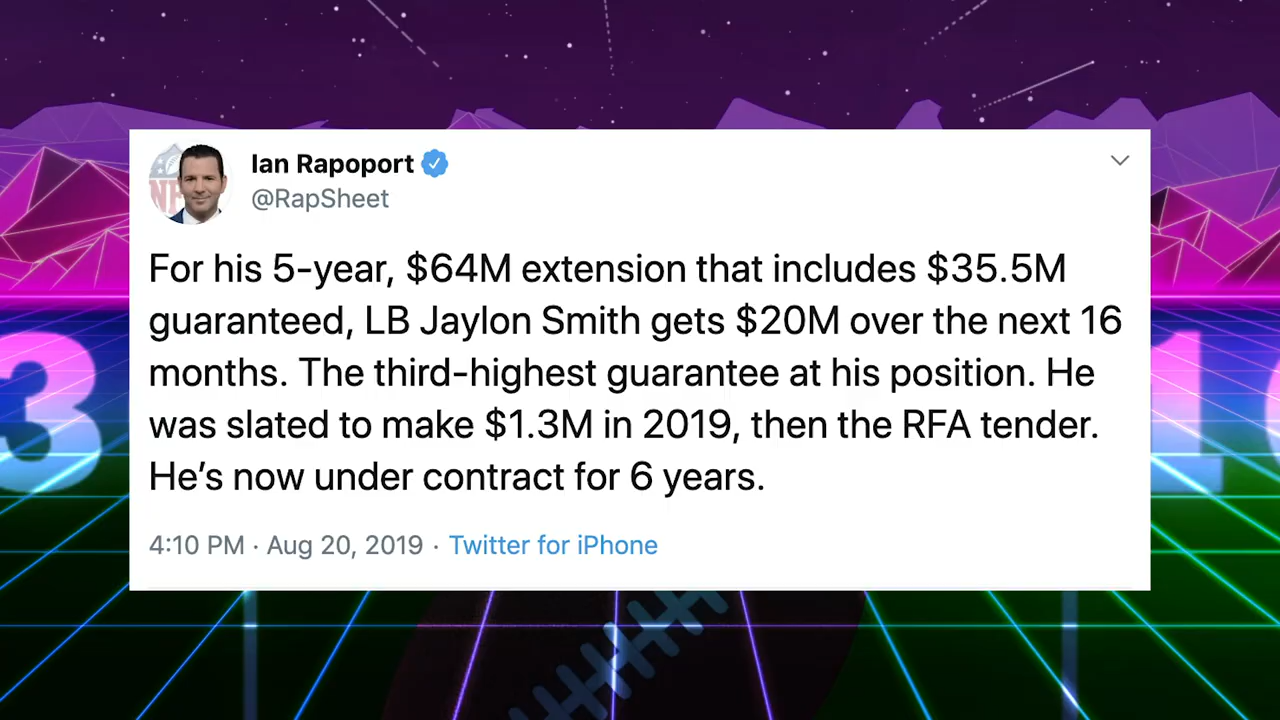 Ian Rapoport
@RapSheet
For his 5-year, $64M extension that includes $35.5M
guaranteed, LB Jaylon Smith gets $20M over the next 16
months. The third-highest guarantee at his position. He
was slated to make $1.3M in 2019, then the RFA tender.
He’s now under contract for 6 years.
4:10 PM · Aug 20, 2019 · Twitter for iPhone
3
1